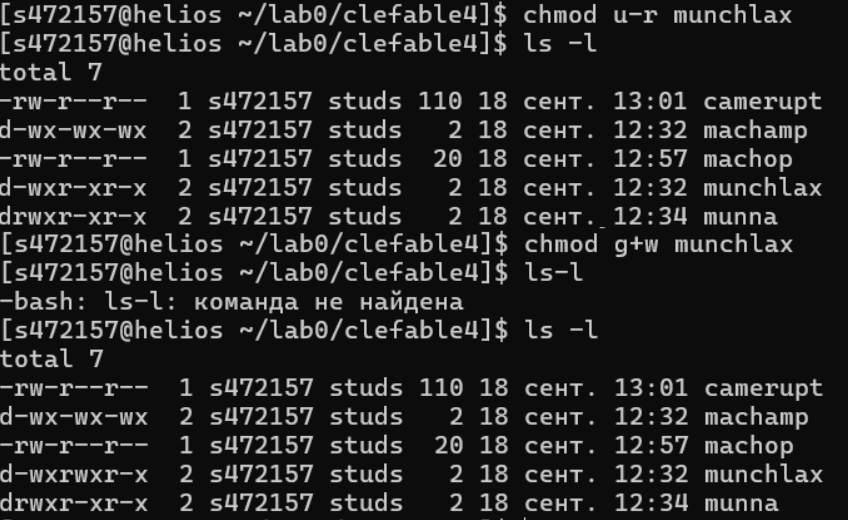 [s472157@helios ~/lab0/clefable4]$ chmod u-r munchlax
[s472157@helios ~/lab0/clefable4]$ ls -l
total 7
-rw-r--r--  1 s472157 studs 110 18 сент. 13:01 camerupt
d-wx-wx-wx  2 s472157 studs   2 18 сент. 12:32 machamp
-rw-r--r--  1 s472157 studs  20 18 сент. 12:57 machop
d-wxr-xr-x  2 s472157 studs   2 18 сент. 12:32 munchlax
drwxr-xr-x  2 s472157 studs   2 18 сент. 12:34 munna
[s472157@helios ~/lab0/clefable4]$ chmod g+w munchlax
[s472157@helios ~/lab0/clefable4]$ ls-l
-bash: ls-l: команда не найдена
[s472157@helios ~/lab0/clefable4]$ ls -l
total 7
-rw-r--r--  1 s472157 studs 110 18 сент. 13:01 camerupt
d-wx-wx-wx  2 s472157 studs   2 18 сент. 12:32 machamp
-rw-r--r--  1 s472157 studs  20 18 сент. 12:57 machop
d-wxrwxr-x  2 s472157 studs   2 18 сент. 12:32 munchlax
drwxr-xr-x  2 s472157 studs   2 18 сент. 12:34 munna